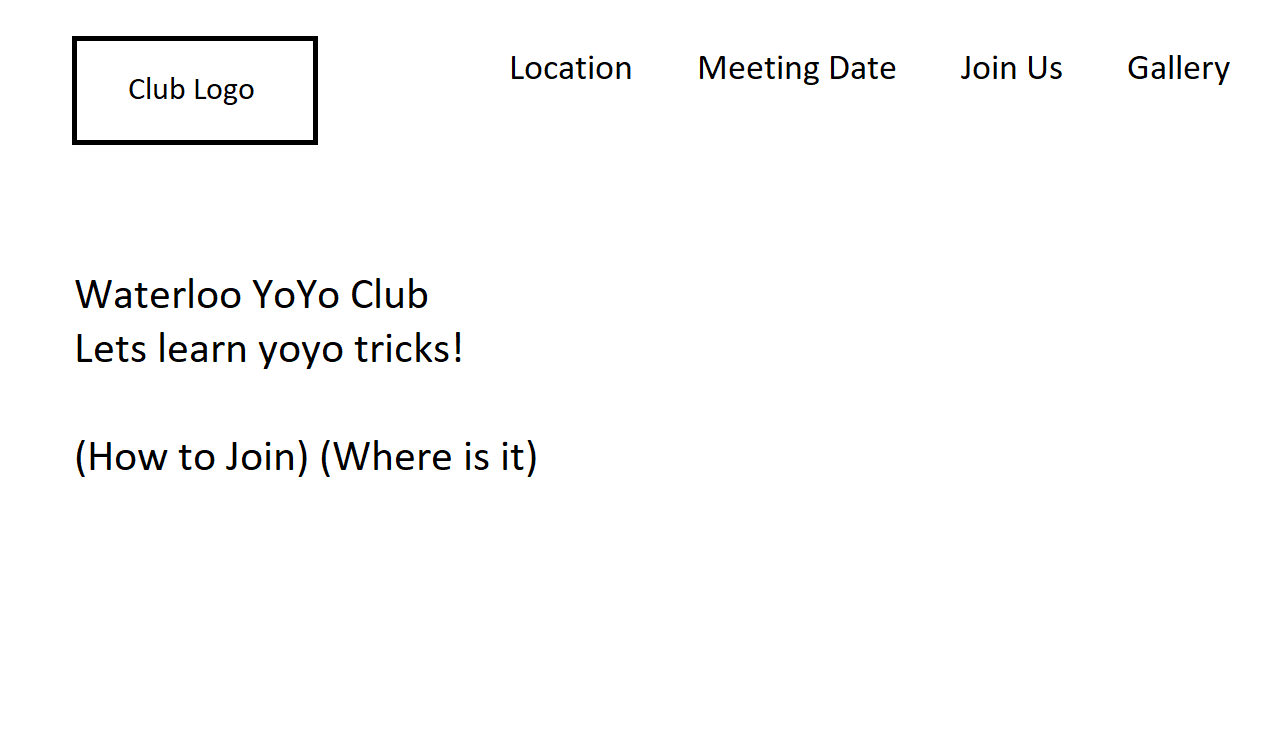 Club Logo
Location Meeting Date Join Us Gallery
Waterloo YoYo Club
Lets learn yoyo tricks!
(How to Join) (Where is it)